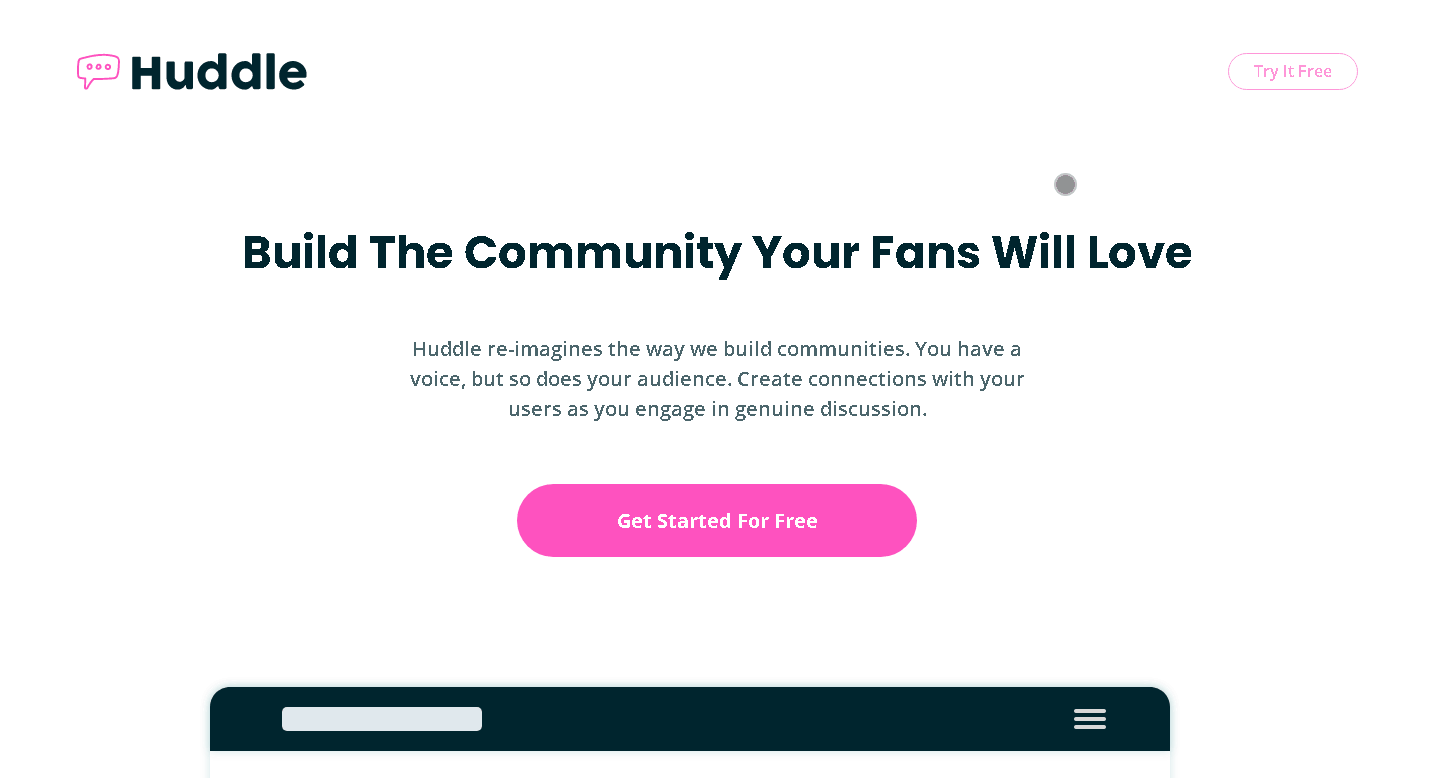 Huddle
Try It Free
Build The Community Your Fans Will Love
Huddle re-imagines the way we build communities. You have a
voice, but so does your audience. Create connections with your
users as you engage in genuine discussion.
Get Started For Free